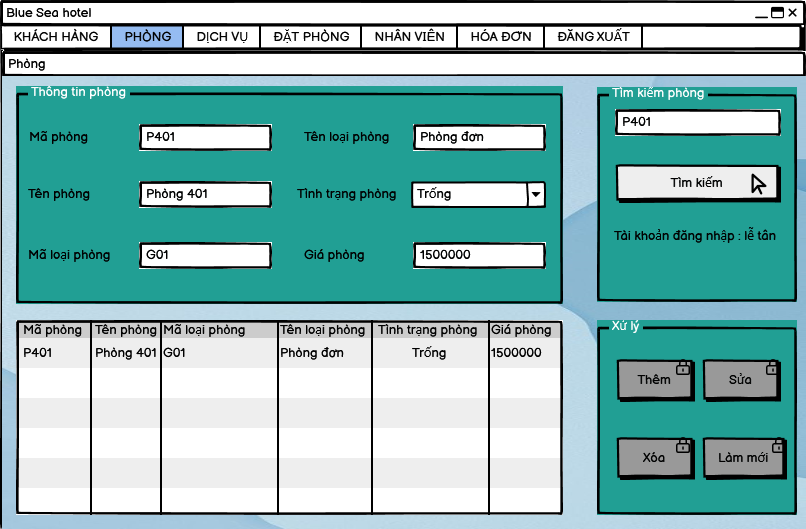 Blue Sea hotel
KHÁCH HÀNG PHÒNG DỊCH VỤ ĐẶT PHÒNG NHÂN VIÊN HÓA ĐƠN ĐĂNG XUẤT
Phòng
Thông tin phòng
Mã phòng P401 Tên loại phòng Phòng đơn
Tên phòng Phòng 401 Tình trạng phòng Trống
Mã loại phòng G01 Giá phòng 1500000
Tìm kiếm phòng
P401
Tìm kiếm
Tài khoản đăng nhập : lễ tân
Mã phòng Tên phòng Mã loại phòng Tên loại phòng Tình trạng phòng Giá phòng
P401 Phòng 401 G01 Phòng đơn Trống 1500000
Xử lý
Thêm Sửa
Xóa Làm mới